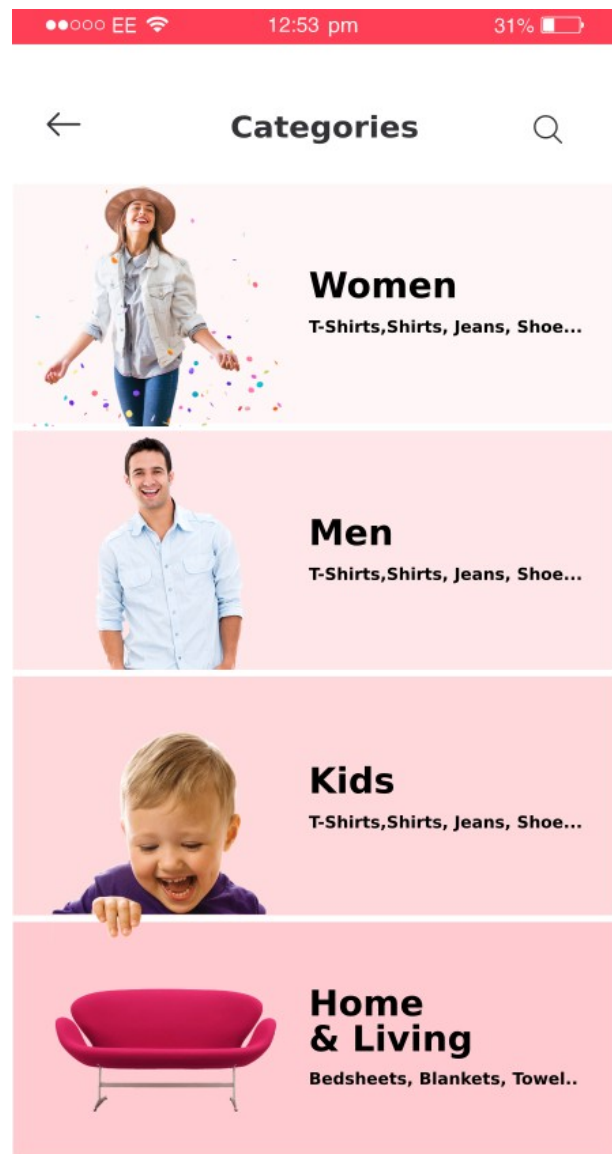 ●●○○○ EE 12:53 pm 31%
Categories
Women
T-Shirts,Shirts, Jeans, Shoe...
Men
T-Shirts,Shirts, Jeans, Shoe...
Kids
T-Shirts,Shirts, Jeans, Shoe...
Home
& Living
Bedsheets, Blankets, Towel..